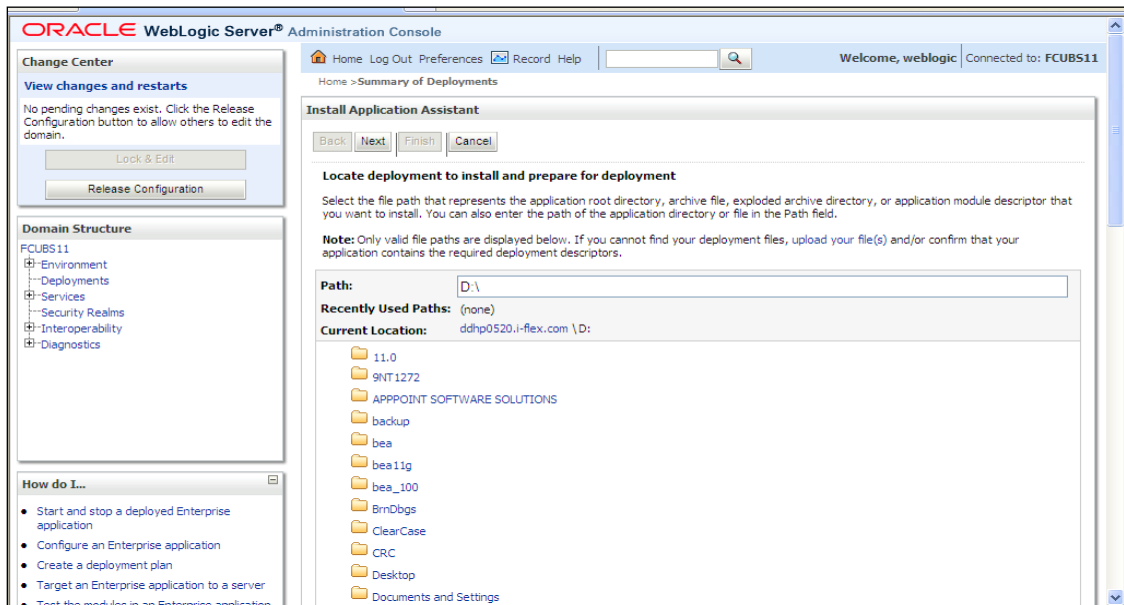 ORACLE WebLogic Server® Administration Console
Change Center
View changes and restarts
No pending changes exist. Click the Release
Configuration button to allow others to edit the
domain.
Lock & Edit
Release Configuration
Domain Structure
FCUBS11
Environment
Deployments
Services
Security Realms
Interoperability
Diagnostics
How do I...
Start and stop a deployed Enterprise
application
Configure an Enterprise application
Create a deployment plan
Target an Enterprise application to a server
Test the modules in an Enterprise application
Home Log Out Preferences Record Help
Welcome, weblogic Connected to: FCUBS11
Home >Summary of Deployments
Install Application Assistant
Back Next Finish Cancel
Locate deployment to install and prepare for deployment
Select the file path that represents the application root directory, archive file, exploded archive directory, or application module descriptor that
you want to install. You can also enter the path of the application directory or file in the Path field.
Note: Only valid file paths are displayed below. If you cannot find your deployment files, upload your file(s) and/or confirm that your
application contains the required deployment descriptors.
Path: D:\
Recently Used Paths: (none)
Current Location: ddhp0520.i-flex.com \D:
11.0
9NT1272
APPPOINT SOFTWARE SOLUTIONS
backup
bea
bea11g
bea_100
BrnDbgs
ClearCase
CRC
Desktop
Documents and Settings